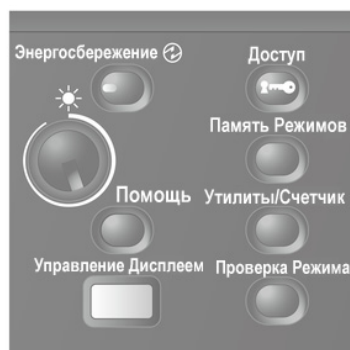 Энергосбережение
Доступ
Память Режимов
Помощь
Утилиты/Счетчик
Управление Дисплеем
Проверка Режима